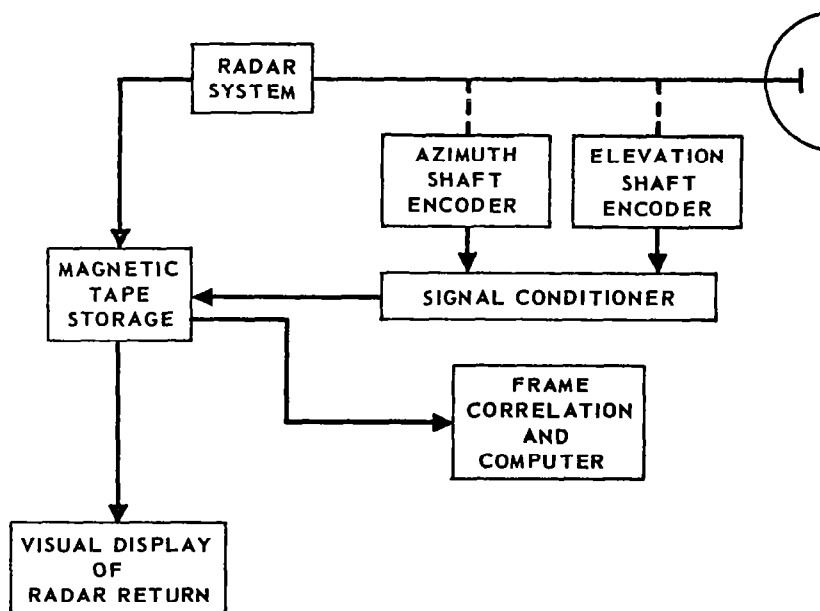 RADAR
SYSTEM
AZIMUTH
SHAFT
ENCODER
ELEVATION
SHAFT
ENCODER
MAGNETIC
TAPE
STORAGE
SIGNAL CONDITIONER
FRAME
CORRELATION
AND
COMPUTER
VISUAL DISPLAY
OF
RADAR RETURN